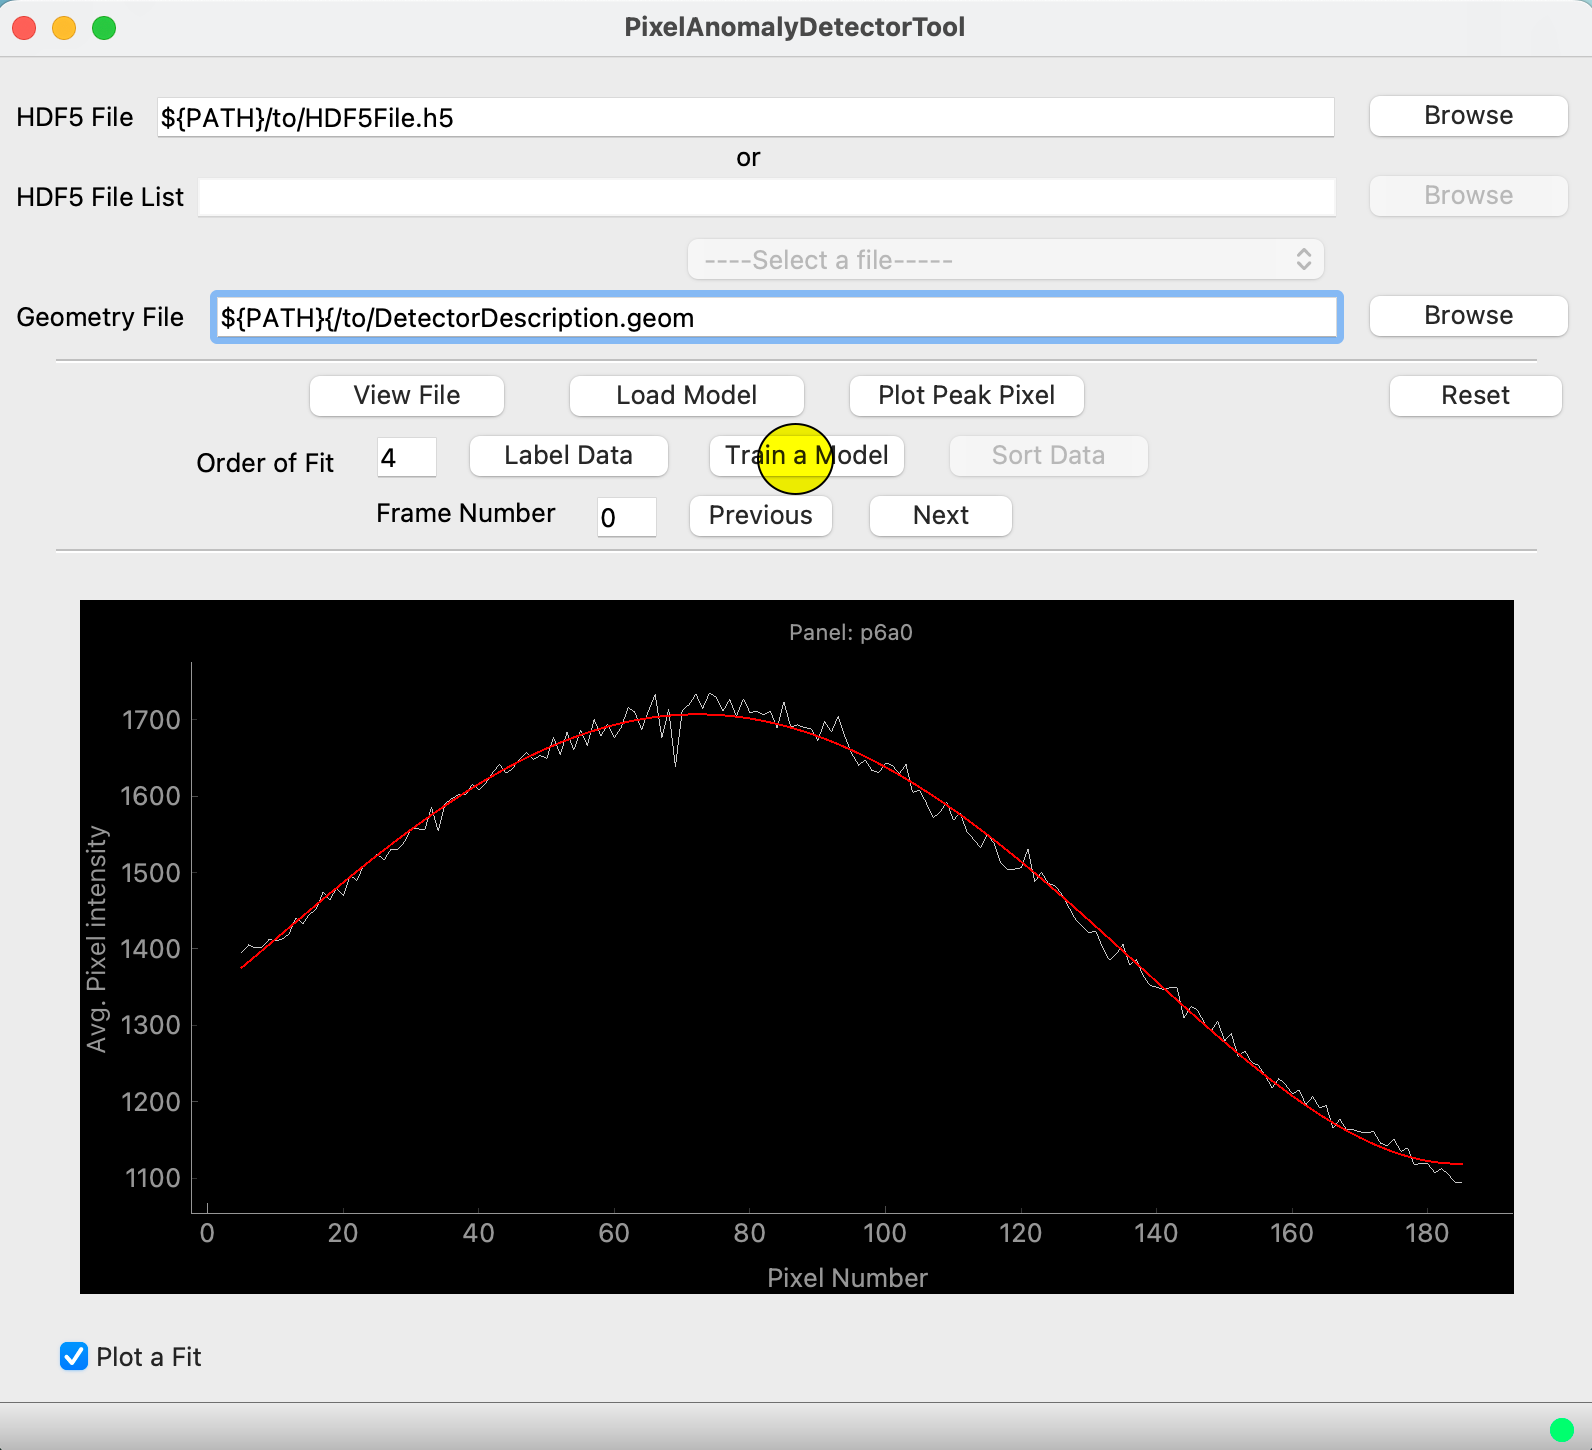 PixelAnomalyDetectorTool
HDF5 File ${PATH}/to/HDF5File.h5 Browse
or
HDF5 File List Browse
----Select a file-----
Geometry File ${PATH}{/to/DetectorDescription.geom Browse
View File Load Model Plot Peak Pixel Reset
Order of Fit 4 Label Data Train a Model Sort Data
Frame Number 0 Previous Next
Panel: p6a0
Avg. Pixel intensity
1700
1600
1500
1400
1300
1200
1100
0 20 40 60 80 100 120 140 160 180
Pixel Number
Plot a Fit